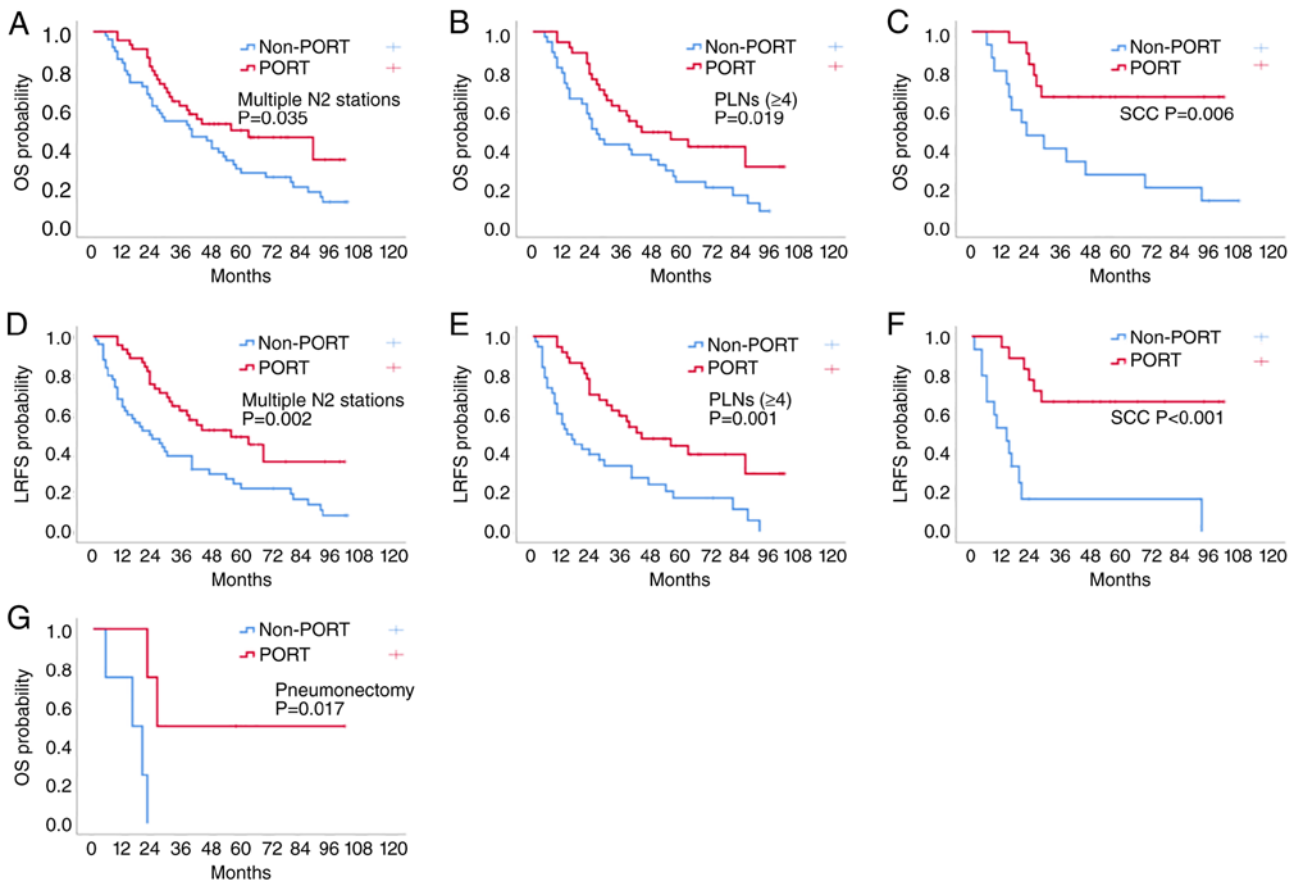 A
OS probability
1.0
0.8
0.6
0.4
0.2
0.0
Non-PORT
PORT
Multiple N2 stations
P=0.035
0 12 24 36 48 60 72 84 96 108 120
Months
B
OS probability
1.0
0.8
0.6
0.4
0.2
0.0
Non-PORT
PORT
PLNs (≥4)
P=0.019
0 12 24 36 48 60 72 84 96 108 120
Months
C
OS probability
1.0
0.8
0.6
0.4
0.2
0.0
Non-PORT
PORT
SCC P=0.006
0 12 24 36 48 60 72 84 96 108 120
Months
D
LRFS probability
1.0
0.8
0.6
0.4
0.2
0.0
Non-PORT
PORT
Multiple N2 stations
P=0.002
0 12 24 36 48 60 72 84 96 108 120
Months
E
LRFS probability
1.0
0.8
0.6
0.4
0.2
0.0
Non-PORT
PORT
PLNs (≥4)
P=0.001
0 12 24 36 48 60 72 84 96 108 120
Months
F
LRFS probability
1.0
0.8
0.6
0.4
0.2
0.0
Non-PORT
PORT
SCC P<0.001
0 12 24 36 48 60 72 84 96 108 120
Months
G
OS probability
1.0
0.8
0.6
0.4
0.2
0.0
Non-PORT
PORT
Pneumonectomy
P=0.017
0 12 24 36 48 60 72 84 96 108 120
Months